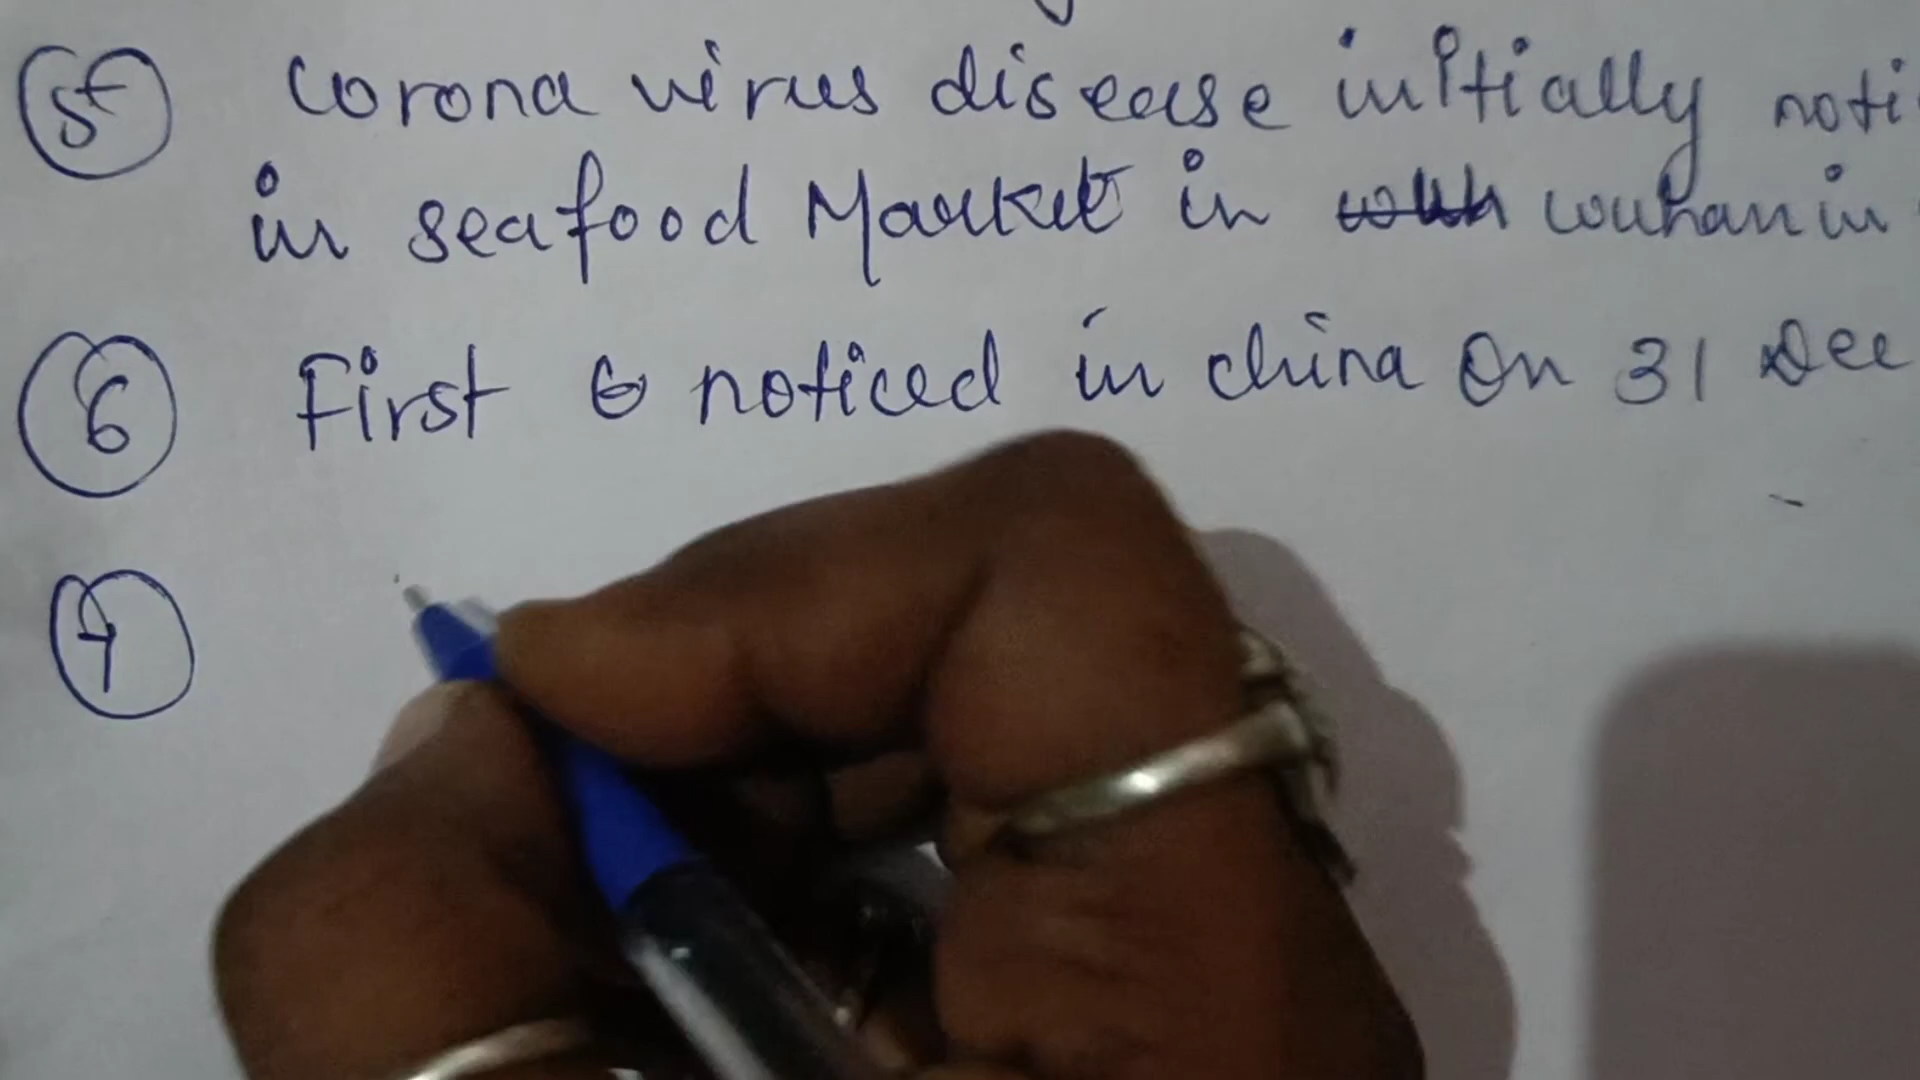 5 Corona virus disease initially noti
in seafood Market in wouhan in
6 First noticed in china On 31 Dec
7